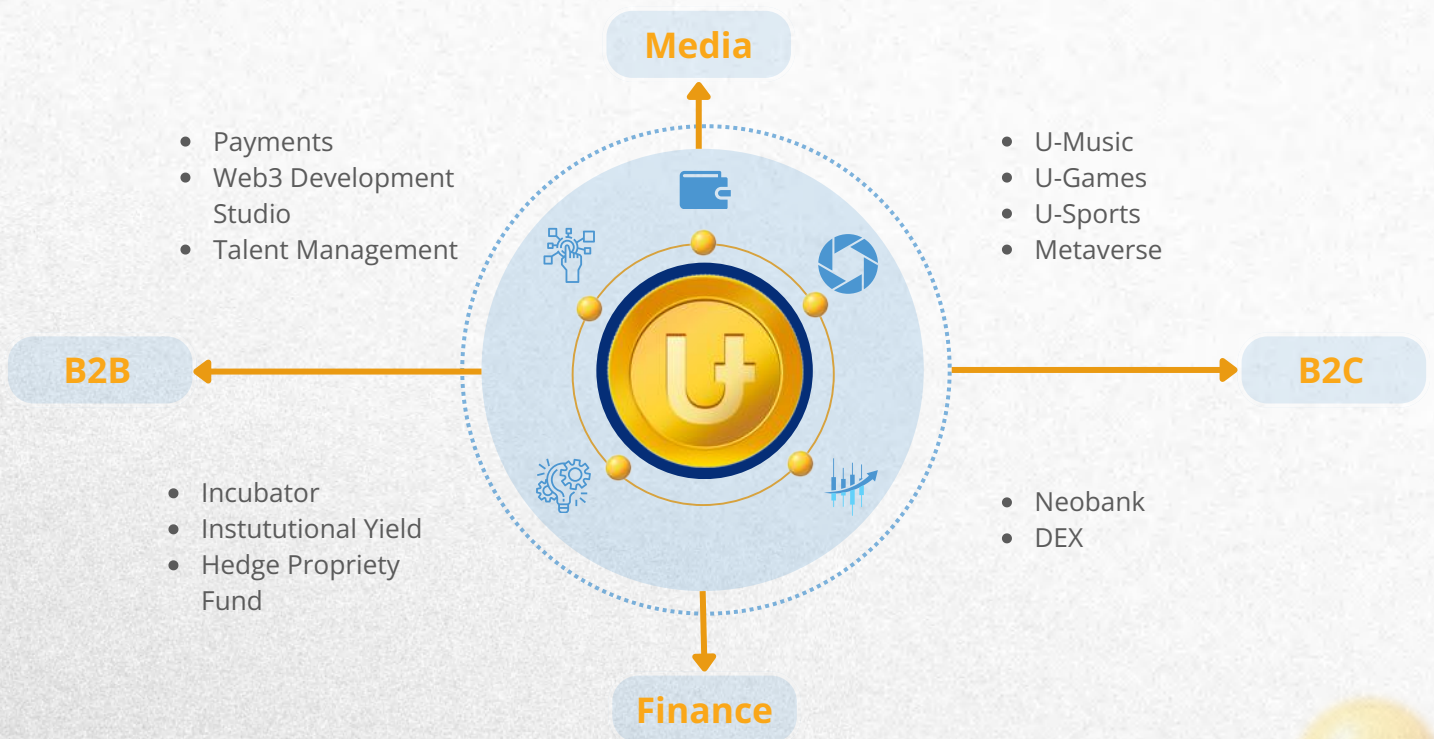 Media
Payments
Web3 Development
Studio
Talent Management
U-Music
U-Games
U-Sports
Metaverse
B2B
B2C
Incubator
Instututional Yield
Hedge Propriety
Fund
Neobank
DEX
Finance